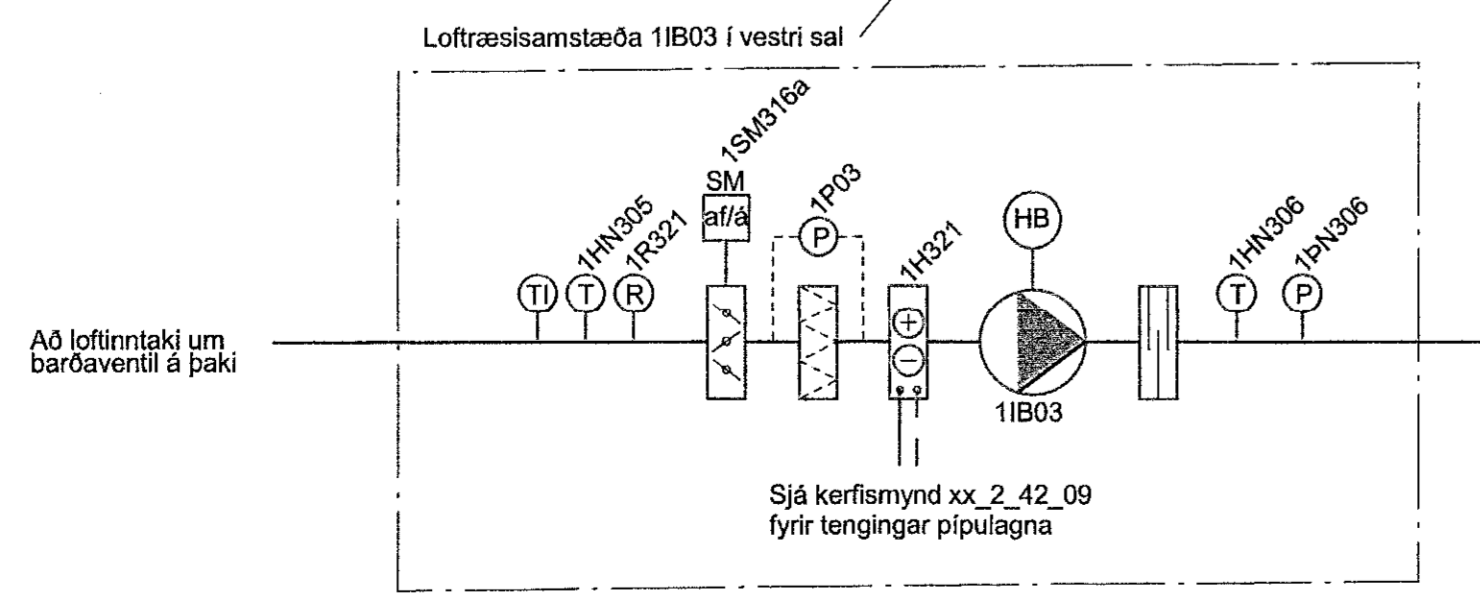 Loftræsisamstæða 1IB03 í vestri sal
1SM316a
SM
af/á
1P03
P
1HN305
1R321
TI
T
R
1H321
+
−
HB
1IB03
1HN306
1ÞN306
T
P
Að loftinntaki um
barðaventil á þaki
Sjá kerfismynd xx_2_42_09
fyrir tengingar pípulagna